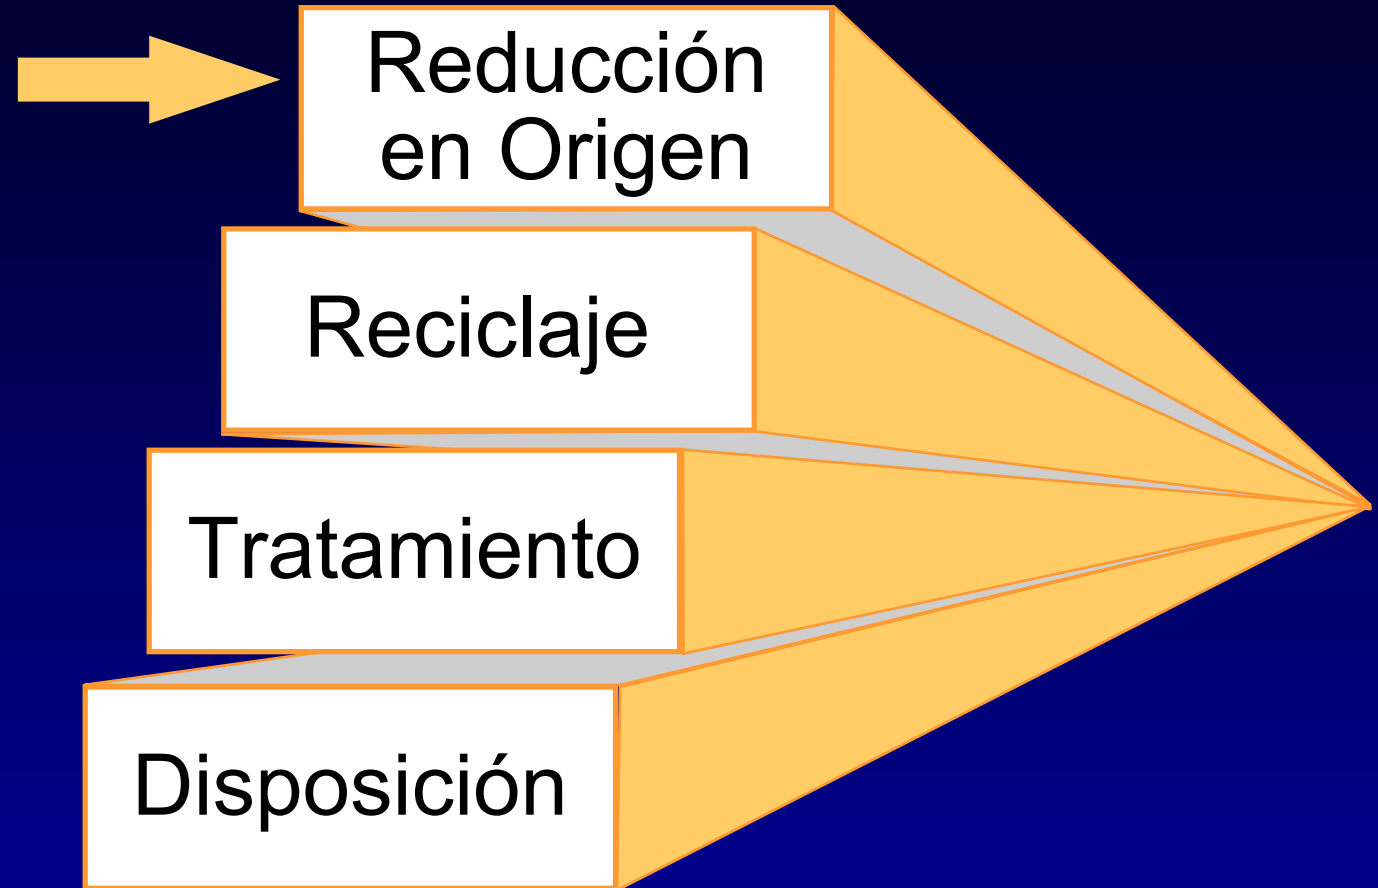 Reducción
en Origen
Reciclaje
Tratamiento
Disposición